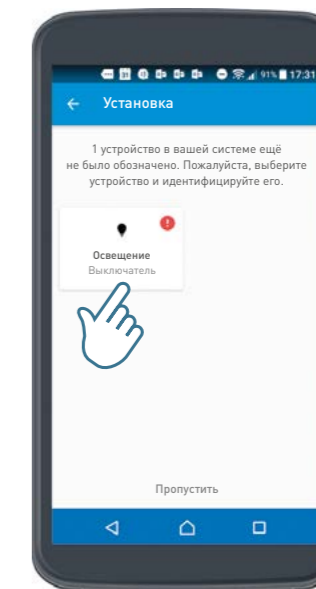 91% 17:31
Установка
1 устройство в вашей системе ещё
не было обозначено. Пожалуйста, выберите
устройство и идентифицируйте его.
Освещение
Выключатель
Пропустить